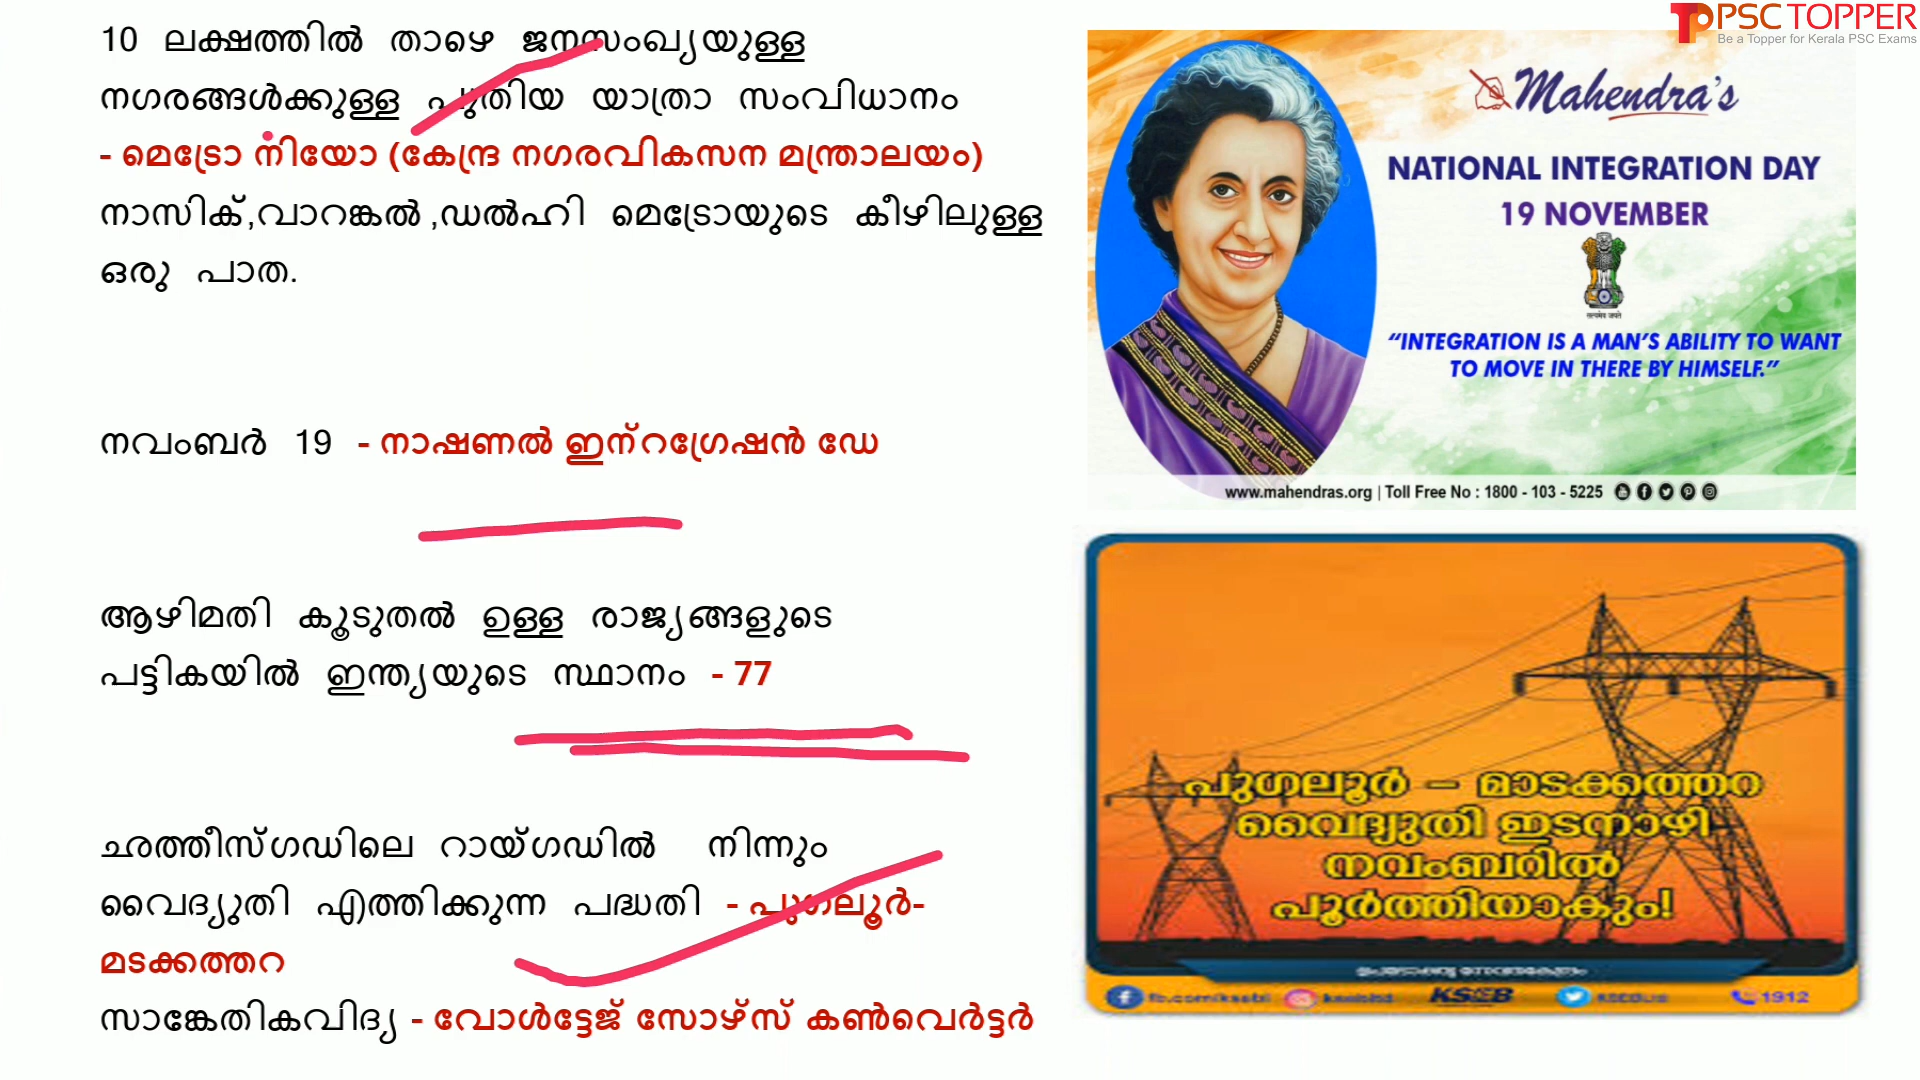 PSC TOPPER
Be a Topper for Kerala PSC Exams
10 ലക്ഷത്തിൽ താഴെ ജനസംഖ്യയുള്ള
നഗരങ്ങൾക്കുള്ള പുതിയ യാത്രാ സംവിധാനം
- മെട്രോ നിയോ (കേന്ദ്ര നഗരവികസന മന്ത്രാലയം)
നാസിക്,വാറങ്കൽ ,ഡൽഹി മെട്രോയുടെ കീഴിലുള്ള
ഒരു പാത.
നവംബർ 19 - നാഷണൽ ഇന്റഗ്രേഷൻ ഡേ
ആഴിമതി കൂടുതൽ ഉള്ള രാജ്യങ്ങളുടെ
പട്ടികയിൽ ഇന്ത്യയുടെ സ്ഥാനം - 77
ഛത്തീസ്ഗഡിലെ റായ്ഗഡിൽ നിന്നും
വൈദ്യുതി എത്തിക്കുന്ന പദ്ധതി - പുഗലൂർ-
മടക്കത്തറ
സാങ്കേതികവിദ്യ - വോൾട്ടേജ് സോഴ്സ് കൺവെർട്ടർ
Mahendra's
NATIONAL INTEGRATION DAY
19 NOVEMBER
सत्यमेव जयते
“INTEGRATION IS A MAN'S ABILITY TO WANT
TO MOVE IN THERE BY HIMSELF.”
www.mahendras.org | Toll Free No : 1800 - 103 - 5225
പുഗലൂർ – മാടക്കത്തറ
വൈദ്യുതി ഇടനാഴി
നവംബറിൽ
പൂർത്തിയാകും!
KSEB 1912